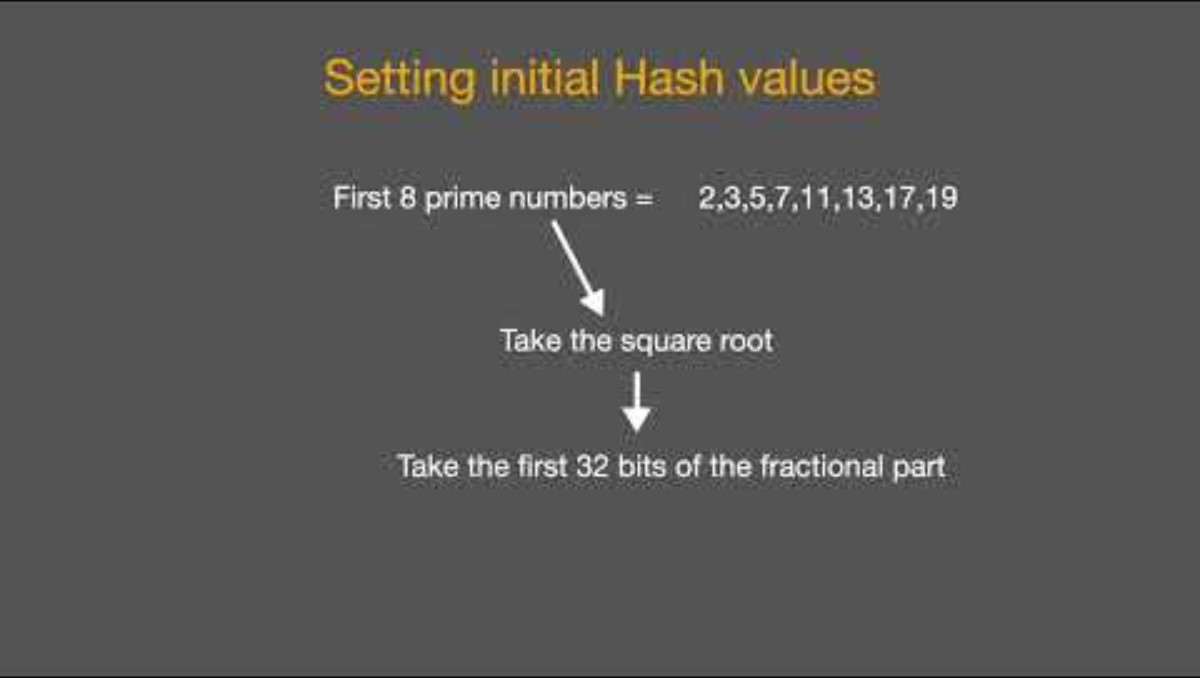 Setting initial Hash values
First 8 prime numbers = 2,3,5,7,11,13,17,19
Take the square root
Take the first 32 bits of the fractional part